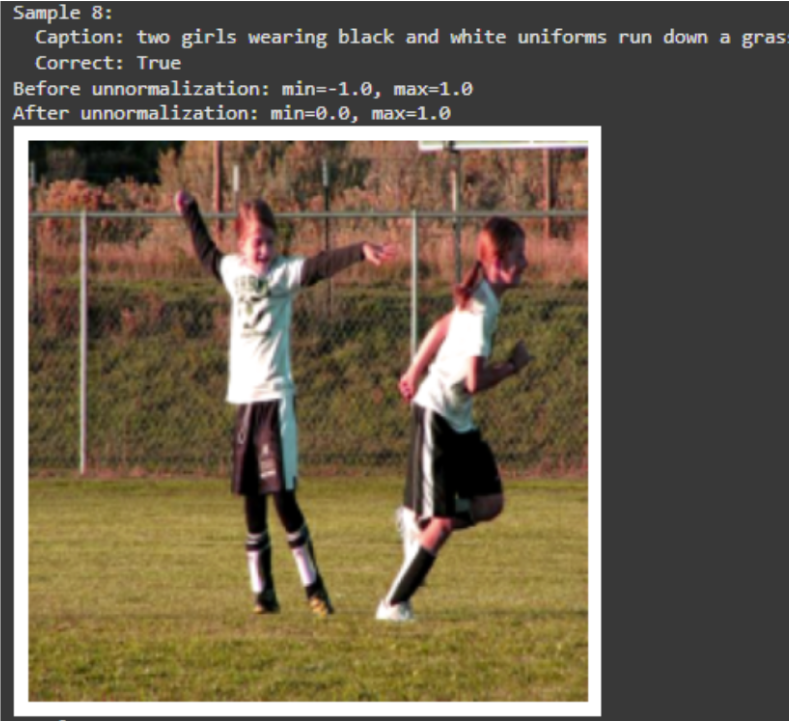 Sample 8:
Caption: two girls wearing black and white uniforms run down a gras
Correct: True
Before unnormalization: min=-1.0, max=1.0
After unnormalization: min=0.0, max=1.0